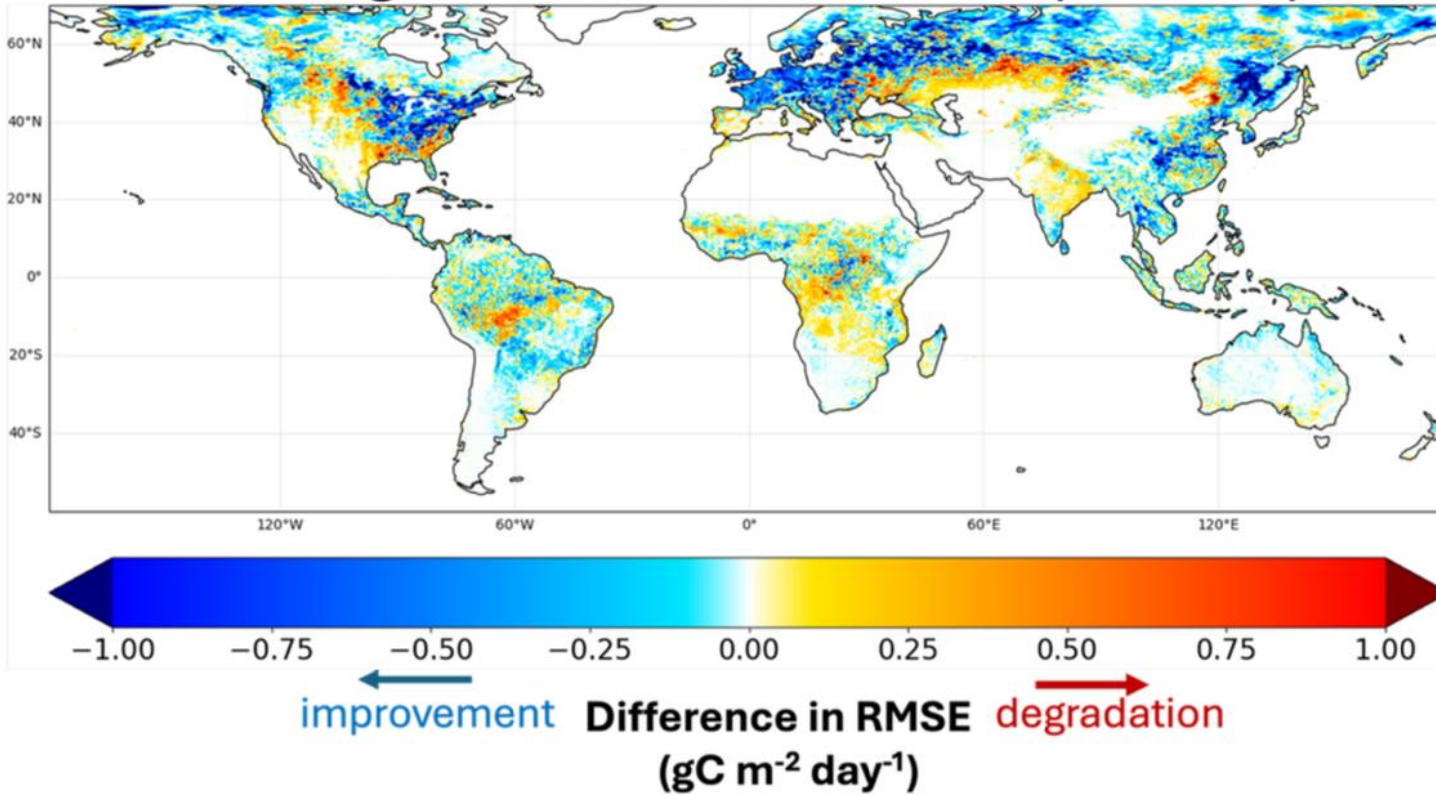 60°N
40°N
20°N
0°
20°S
40°S
120°W 60°W 0° 60°E 120°E
−1.00 −0.75 −0.50 −0.25 0.00 0.25 0.50 0.75 1.00
improvement Difference in RMSE degradation
(gC m⁻² day⁻¹)